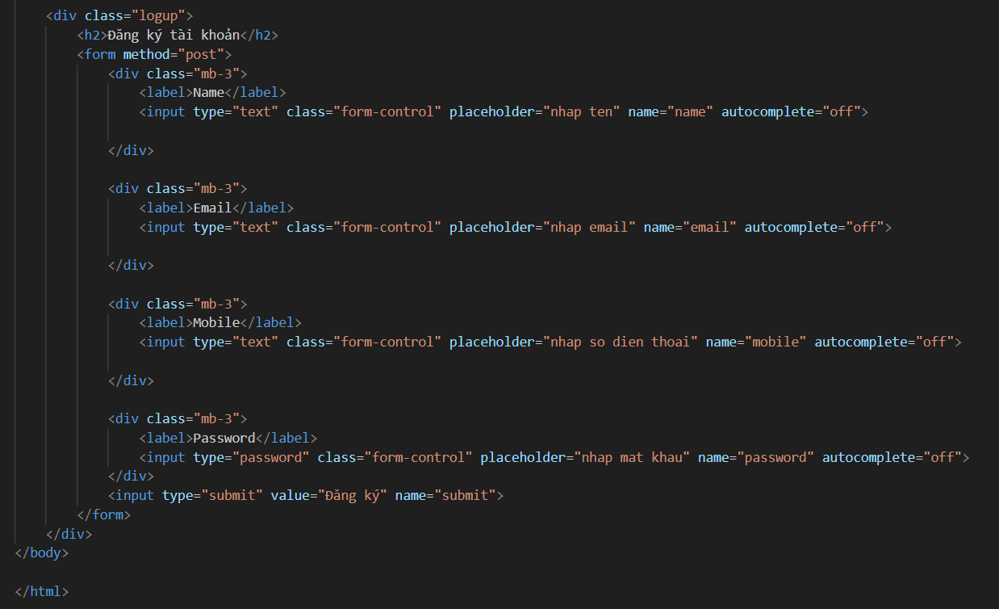 <div class="logup">
<h2>Đăng ký tài khoản</h2>
<form method="post">
<div class="mb-3">
<label>Name</label>
<input type="text" class="form-control" placeholder="nhap ten" name="name" autocomplete="off">
</div>
<div class="mb-3">
<label>Email</label>
<input type="text" class="form-control" placeholder="nhap email" name="email" autocomplete="off">
</div>
<div class="mb-3">
<label>Mobile</label>
<input type="text" class="form-control" placeholder="nhap so dien thoai" name="mobile" autocomplete="off">
</div>
<div class="mb-3">
<label>Password</label>
<input type="password" class="form-control" placeholder="nhap mat khau" name="password" autocomplete="off">
</div>
<input type="submit" value="Đăng ký" name="submit">
</form>
</div>
</body>
</html>